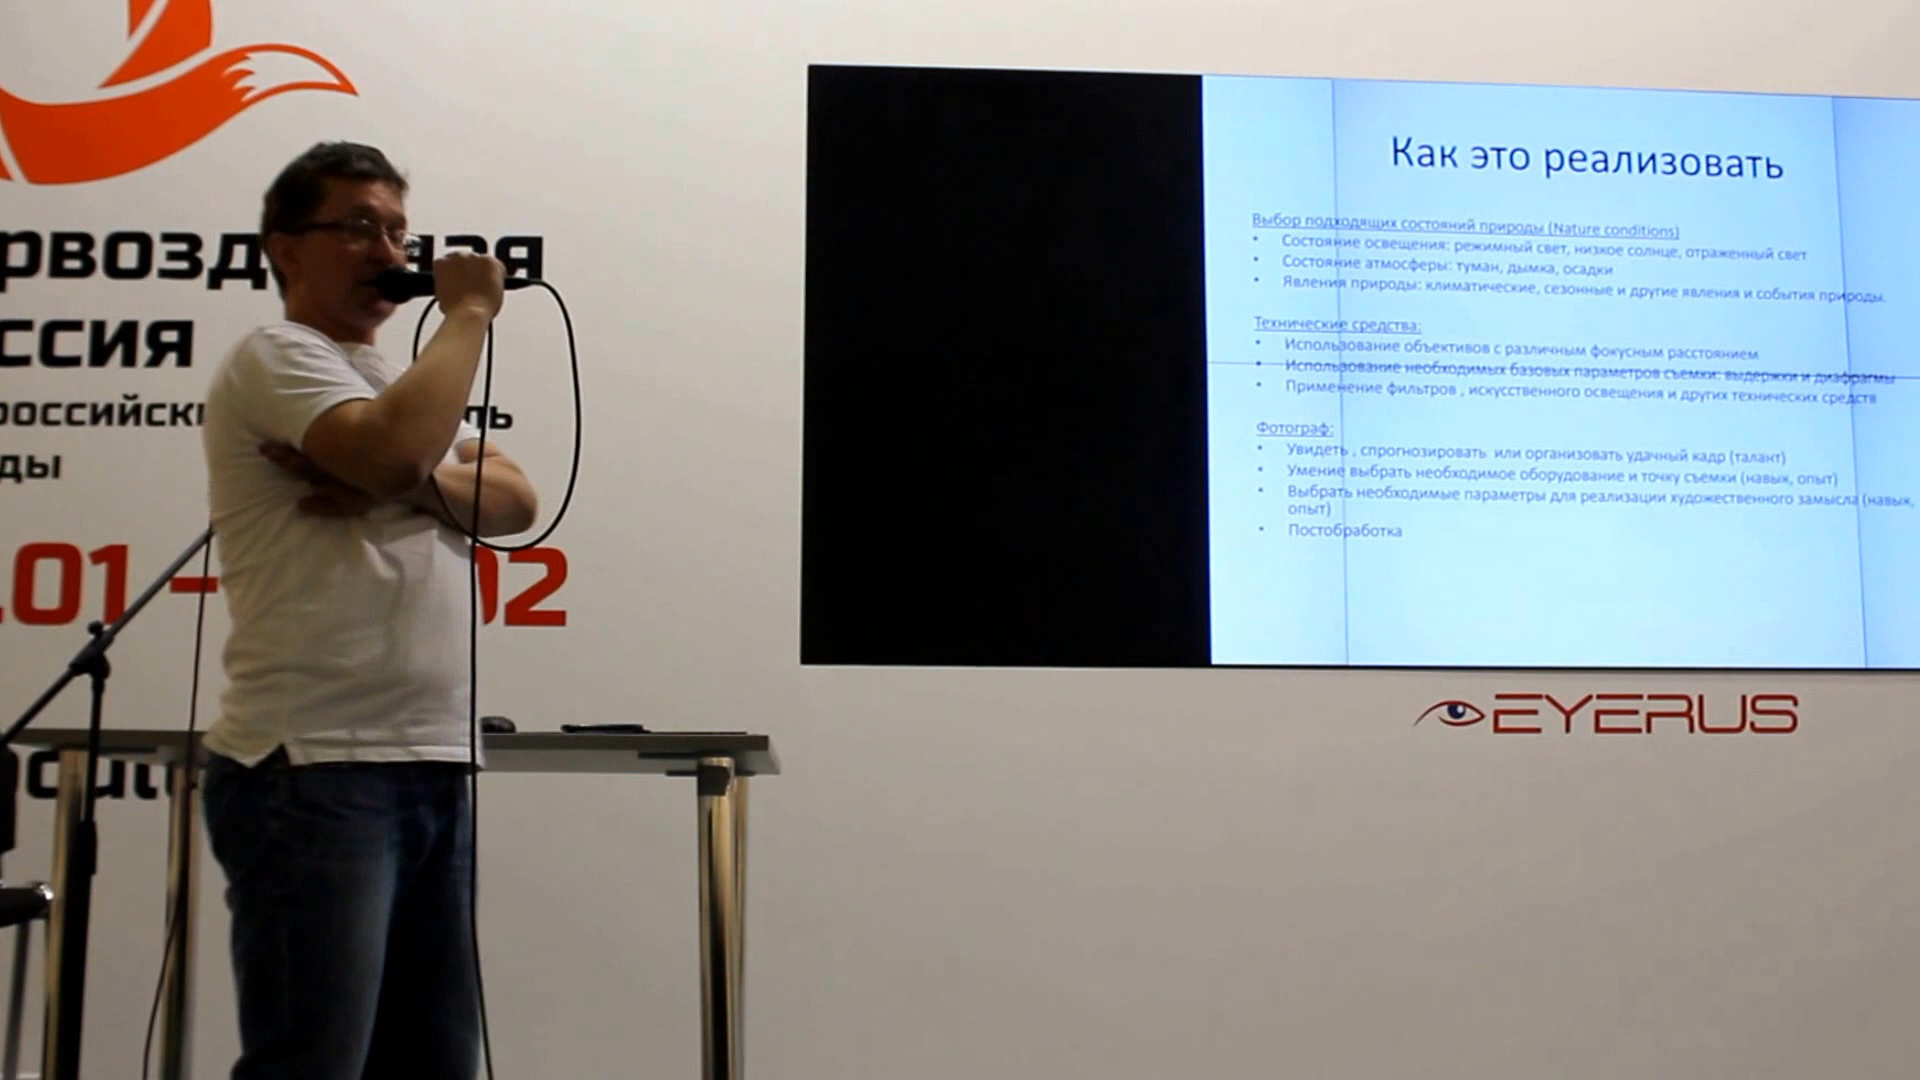 рвозд ная
ссия
российск ль
ды
.01 – 02
Как это реализовать
Выбор подходящих состояний природы (Nature conditions)
• Состояние освещения: режимный свет, низкое солнце, отраженный свет
• Состояние атмосферы: туман, дымка, осадки
• Явления природы: климатические, сезонные и другие явления и события природы.
Технические средства:
• Использование объективов с различным фокусным расстоянием
• Использование необходимых базовых параметров съемки: выдержки и диафрагмы
• Применение фильтров , искусственного освещения и других технических средств
Фотограф:
• Увидеть , спрогнозировать или организовать удачный кадр (талант)
• Умение выбрать необходимое оборудование и точку съемки (навык, опыт)
• Выбрать необходимые параметры для реализации художественного замысла (навык,
опыт)
• Постобработка
EYERUS